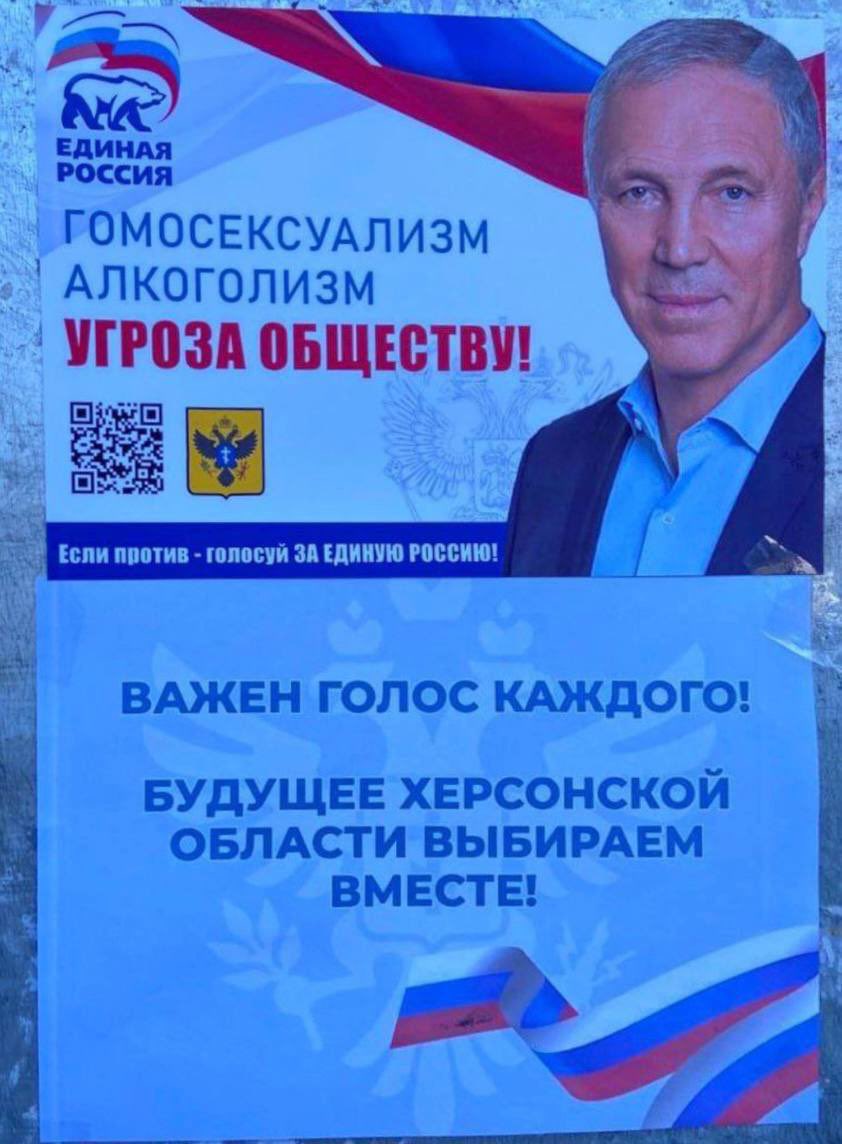 ЕДИНАЯ
РОССИЯ
ГОМОСЕКСУАЛИЗМ
АЛКОГОЛИЗМ
УГРОЗА ОБЩЕСТВУ!
Если против - голосуй ЗА ЕДИНУЮ РОССИЮ!
ВАЖЕН ГОЛОС КАЖДОГО!
БУДУЩЕЕ ХЕРСОНСКОЙ
ОБЛАСТИ ВЫБИРАЕМ
ВМЕСТЕ!